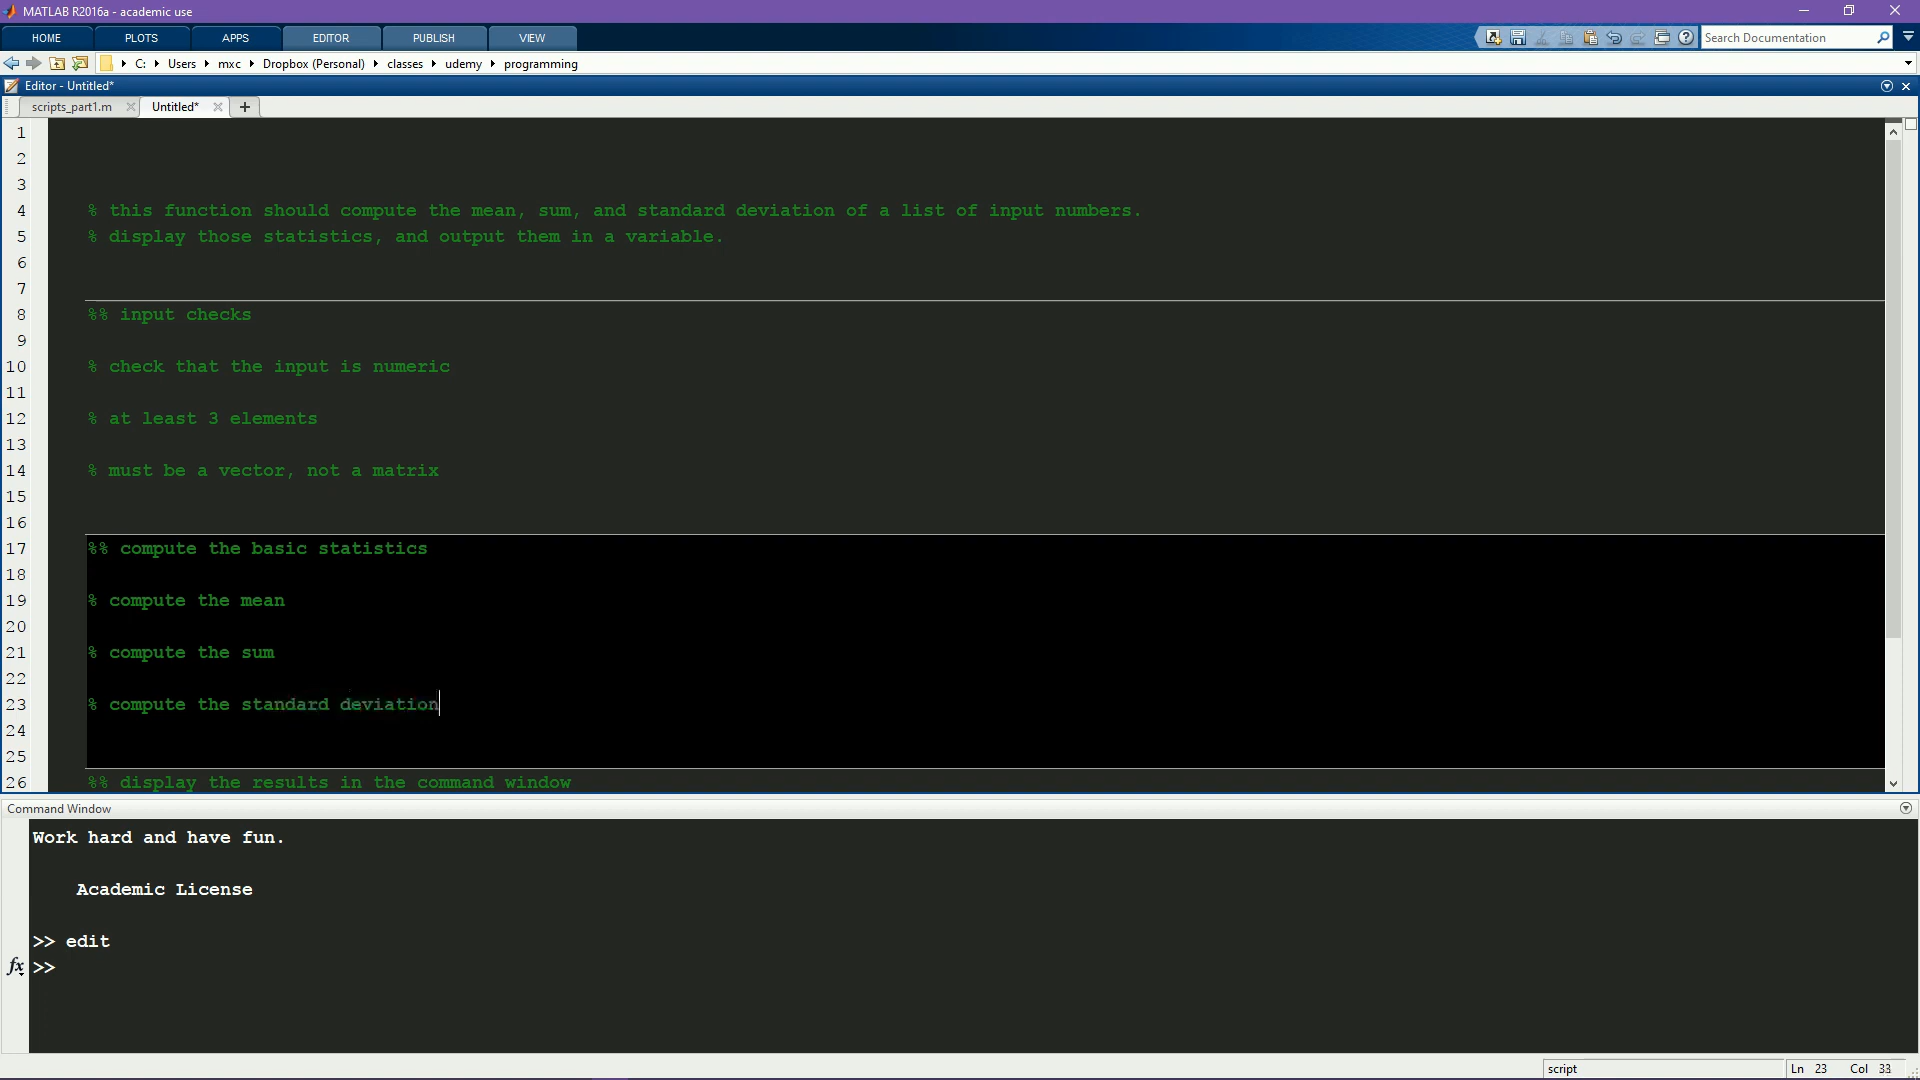 MATLAB R2016a - academic use
HOME PLOTS APPS EDITOR PUBLISH VIEW Search Documentation
C: Users mxc Dropbox (Personal) classes udemy programming
Editor - Untitled*
scripts_part1.m Untitled*
1
2
3
4 % this function should compute the mean, sum, and standard deviation of a list of input numbers.
5 % display those statistics, and output them in a variable.
6
7
8 %% input checks
9
10 % check that the input is numeric
11
12 % at least 3 elements
13
14 % must be a vector, not a matrix
15
16
17 %% compute the basic statistics
18
19 % compute the mean
20
21 % compute the sum
22
23 % compute the standard deviation
24
25
26 %% display the results in the command window
Command Window
Work hard and have fun.
Academic License
>> edit
fx >>
script Ln 23 Col 33